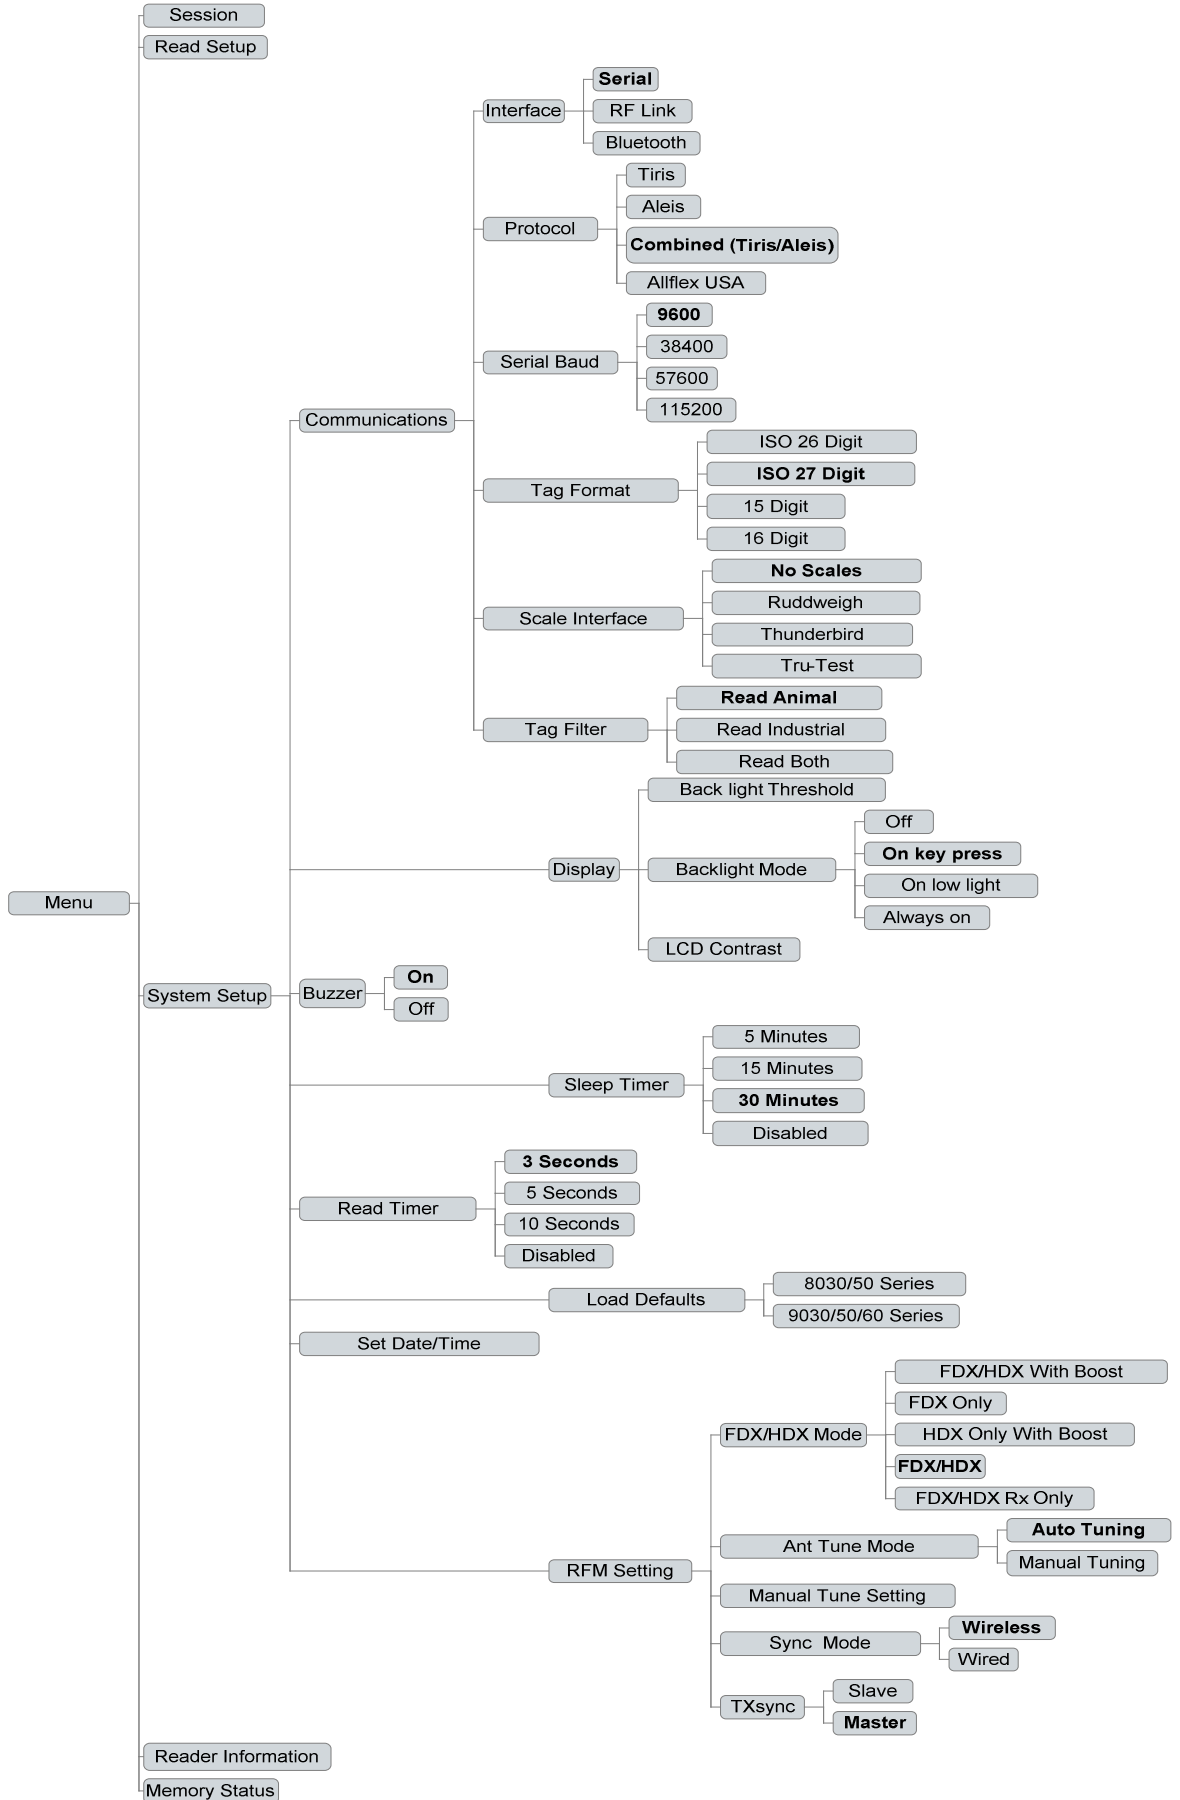 Session
Read Setup
Serial
Interface
RF Link
Bluetooth
Tiris
Aleis
Protocol
Combined (Tiris/Aleis)
Allflex USA
9600
38400
Serial Baud
57600
115200
Communications
ISO 26 Digit
ISO 27 Digit
Tag Format
15 Digit
16 Digit
No Scales
Ruddweigh
Scale Interface
Thunderbird
Tru-Test
Read Animal
Tag Filter
Read Industrial
Read Both
Back light Threshold
Off
On key press
Display
Backlight Mode
On low light
Menu
Always on
LCD Contrast
On
System Setup
Buzzer
Off
5 Minutes
15 Minutes
Sleep Timer
30 Minutes
Disabled
3 Seconds
5 Seconds
Read Timer
10 Seconds
Disabled
8030/50 Series
Load Defaults
9030/50/60 Series
Set Date/Time
FDX/HDX With Boost
FDX Only
FDX/HDX Mode
HDX Only With Boost
FDX/HDX
FDX/HDX Rx Only
Auto Tuning
Ant Tune Mode
Manual Tuning
RFM Setting
Manual Tune Setting
Wireless
Sync Mode
Wired
Slave
TXsync
Master
Reader Information
Memory Status